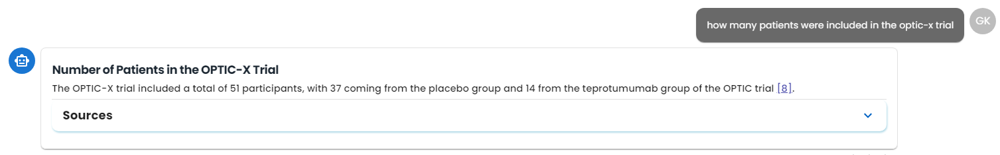 how many patients were included in the optic-x trial
GK
Number of Patients in the OPTIC-X Trial
The OPTIC-X trial included a total of 51 participants, with 37 coming from the placebo group and 14 from the teprotumumab group of the OPTIC trial [8].
Sources